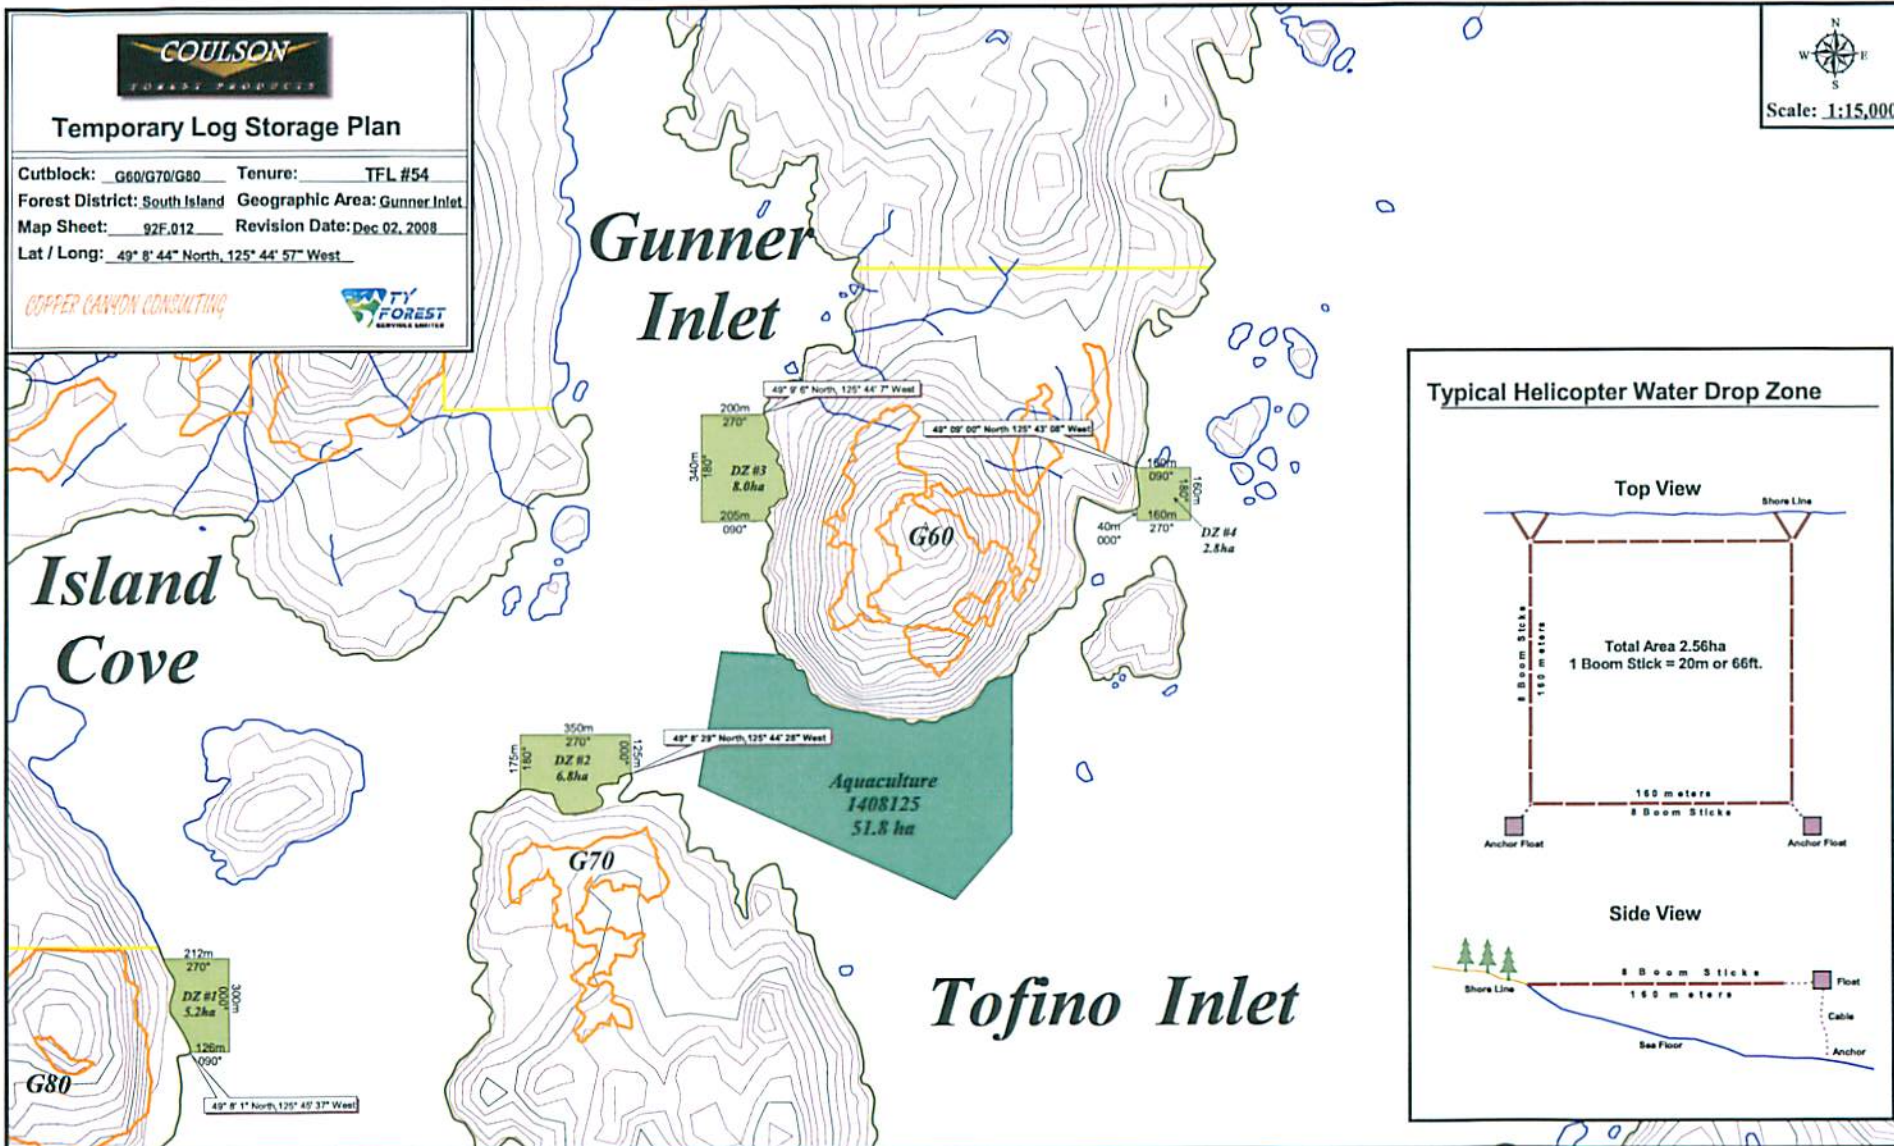 COULSON
FOREST PRODUCTS
Temporary Log Storage Plan
Cutblock: G60/G70/G80 Tenure: TFL #54
Forest District: South Island Geographic Area: Gunner Inlet
Map Sheet: 92F.012 Revision Date: Dec 02, 2008
Lat / Long: 49° 8' 44" North, 125° 44' 57" West
COPPER CANYON CONSULTING
TY
FOREST
SERVICES LIMITED
N
W E
S
Scale: 1:15,000
Gunner
Inlet
49° 9' 6" North, 125° 44' 7" West
200m
270°
340m
180°
DZ #3
8.0ha
205m
090°
49° 09' 00" North 125° 43' 08" West
160m
090°
180°
160m
160m
270°
40m
000°
DZ #4
2.8ha
G60
Island
Cove
350m
270°
175m
180°
DZ #2
6.8ha
000°
125m
49° 8' 29" North, 125° 44' 28" West
Aquaculture
1408125
51.8 ha
G70
212m
270°
DZ #1
5.2ha
000°
300m
126m
090°
G80
49° 8' 1" North, 125° 45' 37" West
Tofino Inlet
Typical Helicopter Water Drop Zone
Top View
Shore Line
8 Boom Sticks
160 meters
Total Area 2.56ha
1 Boom Stick = 20m or 66ft.
160 meters
8 Boom Sticks
Anchor Float
Anchor Float
Side View
8 Boom Sticks
160 meters
Shore Line
Float
Cable
Sea Floor
Anchor